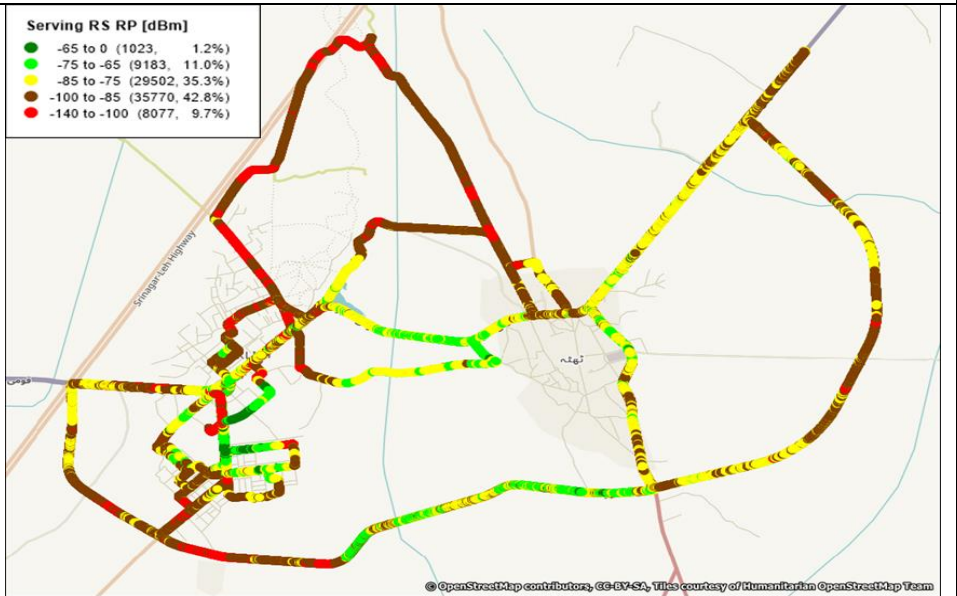 Serving RS RP [dBm]
-65 to 0 (1023, 1.2%)
-75 to -65 (9183, 11.0%)
-85 to -75 (29502, 35.3%)
-100 to -85 (35770, 42.8%)
-140 to -100 (8077, 9.7%)
Srinagar-Leh Highway
ٹھٹہ
قومی
© OpenStreetMap contributors, CC-BY-SA, Tiles courtesy of Humanitarian OpenStreetMap Team